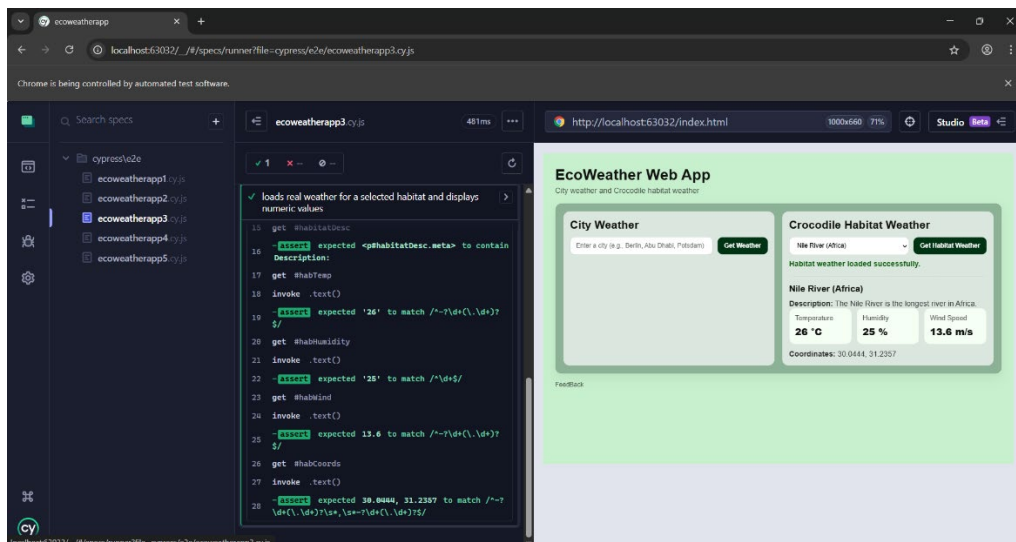 ecoweatherapp
localhost:63032/__/#/specs/runner?file=cypress/e2e/ecoweatherapp3.cy.js
Chrome is being controlled by automated test software.
Search specs
cypress\e2e
ecoweatherapp1.cy.js
ecoweatherapp2.cy.js
ecoweatherapp3.cy.js
ecoweatherapp4.cy.js
ecoweatherapp5.cy.js
cy
ecoweatherapp3.cy.js 481ms
1 -- --
loads real weather for a selected habitat and displays
numeric values
15 get #habitatDesc
16 -assert expected <p#habitatDesc.meta> to contain
Description:
17 get #habTemp
18 invoke .text()
19 -assert expected '26' to match /^-?\d+(\.\d+)?
$/
20 get #habHumidity
21 invoke .text()
22 -assert expected '25' to match /^\d+$/
23 get #habWind
24 invoke .text()
25 -assert expected 13.6 to match /^-?\d+(\.\d+)?
$/
26 get #habCoords
27 invoke .text()
28 -assert expected 30.0444, 31.2357 to match /^-?
\d+(\.\d+)?\s*,\s*-?\d+(\.\d+)?$/
http://localhost:63032/index.html 1000x660 71% Studio Beta
EcoWeather Web App
City weather and Crocodile habitat weather
City Weather
Enter a city (e.g., Berlin, Abu Dhabi, Potsdam) Get Weather
Crocodile Habitat Weather
Nile River (Africa) Get Habitat Weather
Habitat weather loaded successfully.
Nile River (Africa)
Description: The Nile River is the longest river in Africa.
Temperature Humidity Wind Speed
26 °C 25 % 13.6 m/s
Coordinates: 30.0444, 31.2357
FeedBack